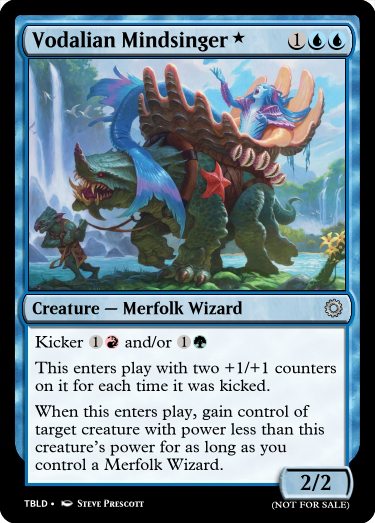 Vodalian Mindsinger★ 1
Creature — Merfolk Wizard
Kicker 1 and/or 1
This enters play with two +1/+1 counters
on it for each time it was kicked.
When this enters play, gain control of
target creature with power less than this
creature's power for as long as you
control a Merfolk Wizard.
2/2
TBLD • Steve Prescott
(NOT FOR SALE)